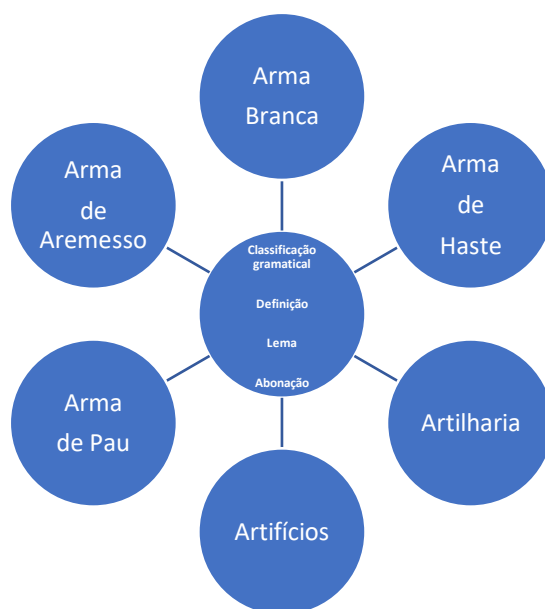 Arma
Branca
Arma
de
Aremesso
Arma
de
Haste
Classificação
gramatical
Definição
Lema
Abonação
Arma
de Pau
Artilharia
Artifícios